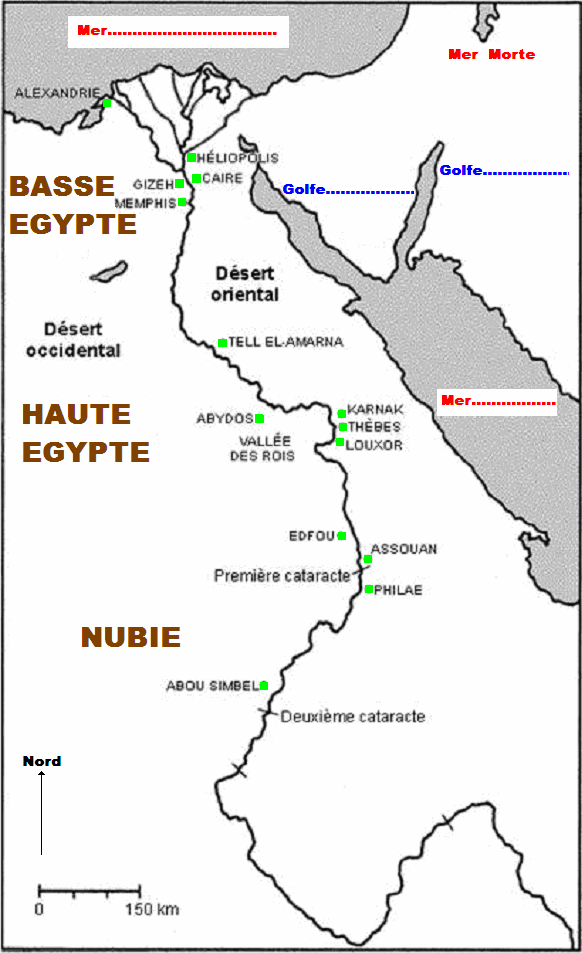 Mer..................................
Mer Morte
ALEXANDRIE
HÉLIOPOLIS
Golfe.................
Golfe..................
CAIRE
GIZEH
BASSE
EGYPTE
MEMPHIS
Désert
oriental
Désert
occidental
TELL EL-AMARNA
HAUTE
EGYPTE
Mer.................
ABYDOS
KARNAK
THÈBES
LOUXOR
VALLÉE
DES ROIS
EDFOU
ASSOUAN
Première cataracte
PHILAE
NUBIE
ABOU SIMBEL
Deuxième cataracte
Nord
0 150 km